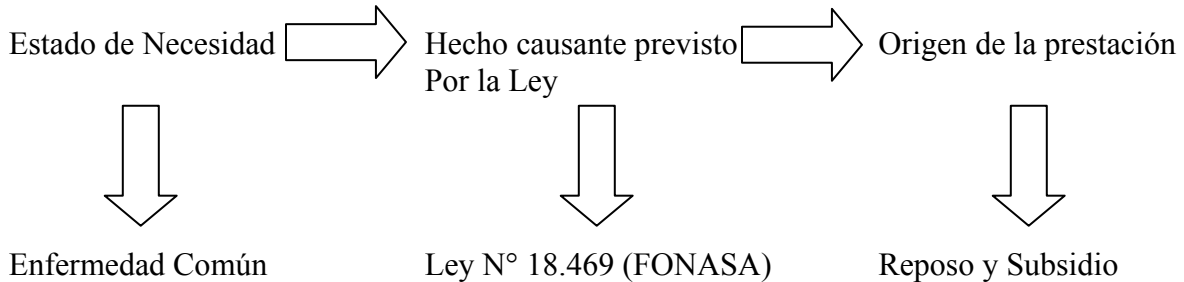 Estado de Necesidad
Hecho causante previsto
Por la Ley
Origen de la prestación
Enfermedad Común
Ley N° 18.469 (FONASA)
Reposo y Subsidio